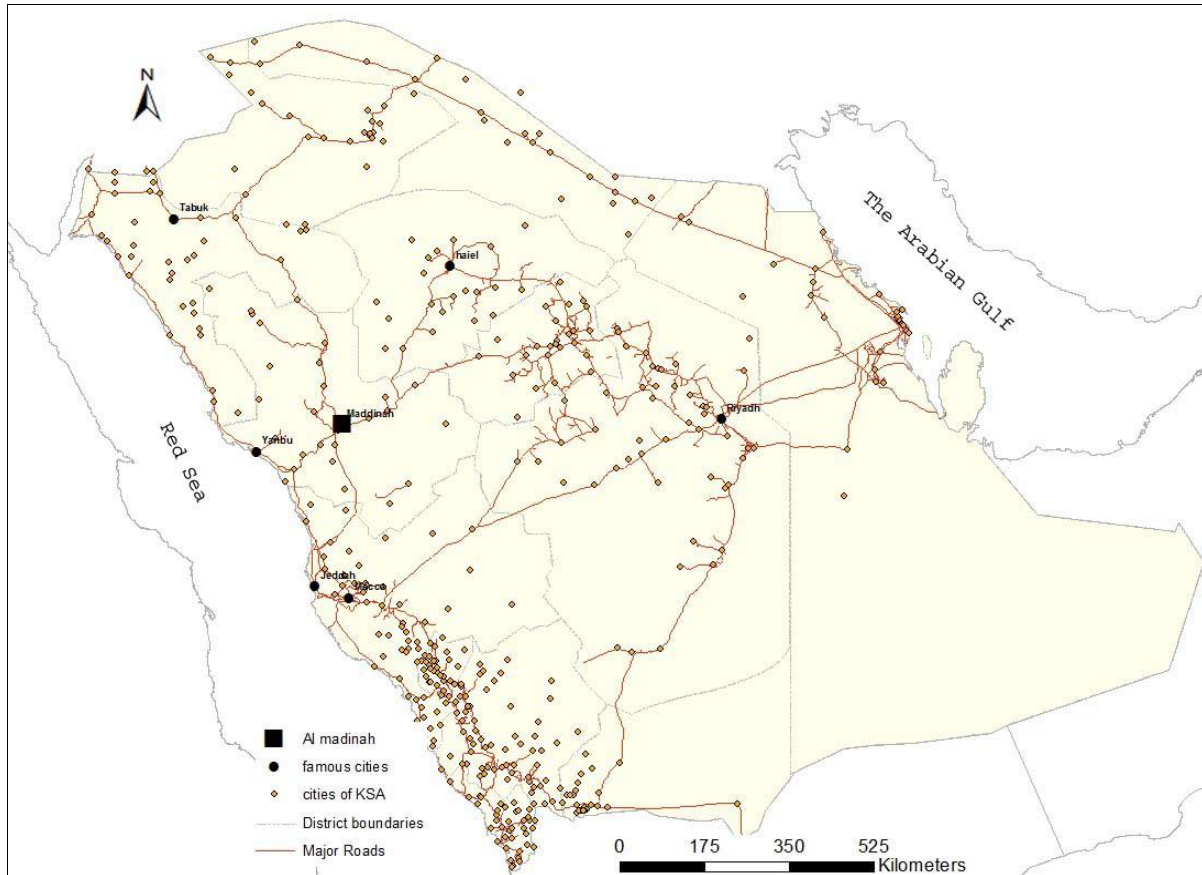 N
Tabuk
haiel
The Arabian Gulf
Maddinah
Riyadh
Yanbu
Red Sea
Jeddah
Macca
Al madinah
famous cities
cities of KSA
District boundaries
Major Roads
0 175 350 525
Kilometers